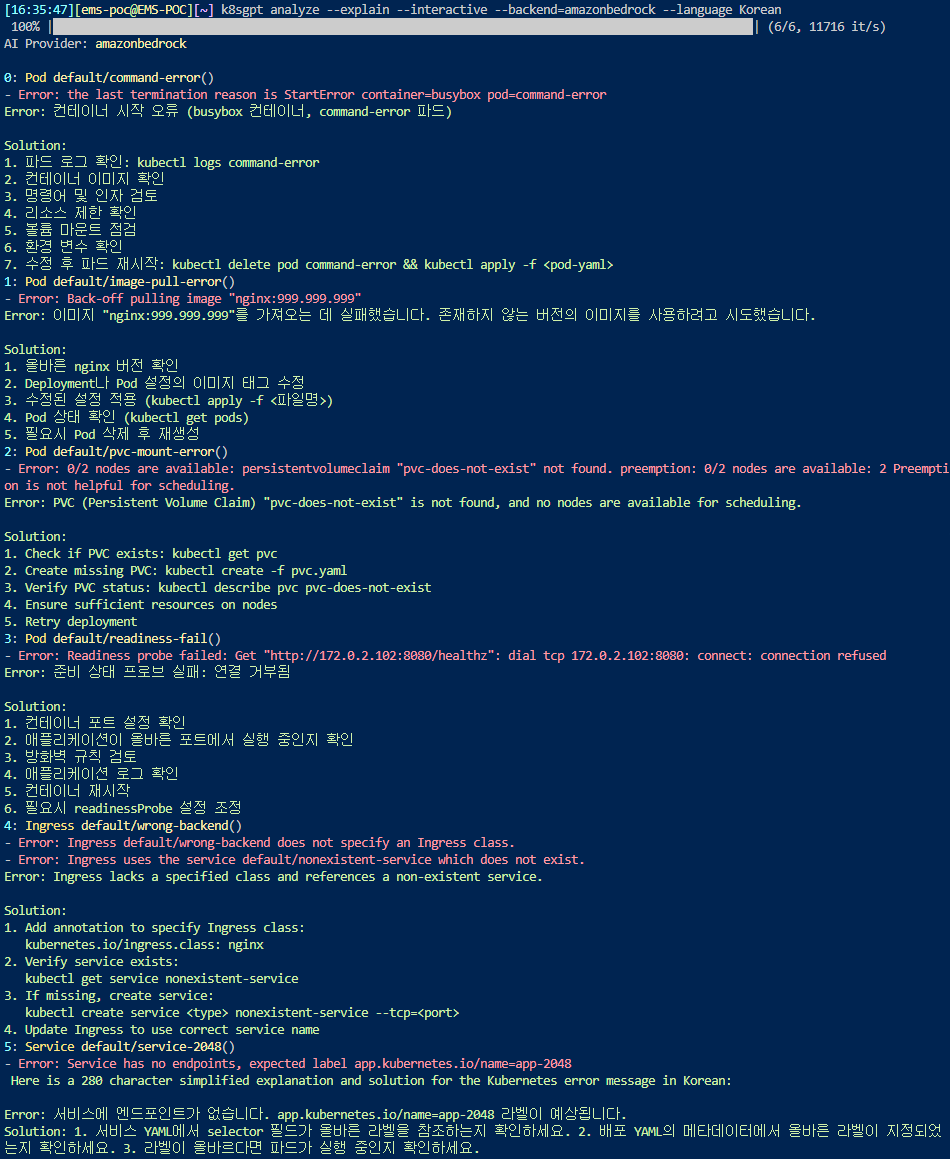 [16:35:47][ems-poc@EMS-POC][~] k8sgpt analyze --explain --interactive --backend=amazonbedrock --language Korean
100% | | (6/6, 11716 it/s)
AI Provider: amazonbedrock
0: Pod default/command-error()
- Error: the last termination reason is StartError container=busybox pod=command-error
Error: 컨테이너 시작 오류 (busybox 컨테이너, command-error 파드)
Solution:
1. 파드 로그 확인: kubectl logs command-error
2. 컨테이너 이미지 확인
3. 명령어 및 인자 검토
4. 리소스 제한 확인
5. 볼륨 마운트 점검
6. 환경 변수 확인
7. 수정 후 파드 재시작: kubectl delete pod command-error && kubectl apply -f <pod-yaml>
1: Pod default/image-pull-error()
- Error: Back-off pulling image "nginx:999.999.999"
Error: 이미지 "nginx:999.999.999"를 가져오는 데 실패했습니다. 존재하지 않는 버전의 이미지를 사용하려고 시도했습니다.
Solution:
1. 올바른 nginx 버전 확인
2. Deployment나 Pod 설정의 이미지 태그 수정
3. 수정된 설정 적용 (kubectl apply -f <파일명>)
4. Pod 상태 확인 (kubectl get pods)
5. 필요시 Pod 삭제 후 재생성
2: Pod default/pvc-mount-error()
- Error: 0/2 nodes are available: persistentvolumeclaim "pvc-does-not-exist" not found. preemption: 0/2 nodes are available: 2 Preempti
on is not helpful for scheduling.
Error: PVC (Persistent Volume Claim) "pvc-does-not-exist" is not found, and no nodes are available for scheduling.
Solution:
1. Check if PVC exists: kubectl get pvc
2. Create missing PVC: kubectl create -f pvc.yaml
3. Verify PVC status: kubectl describe pvc pvc-does-not-exist
4. Ensure sufficient resources on nodes
5. Retry deployment
3: Pod default/readiness-fail()
- Error: Readiness probe failed: Get "http://172.0.2.102:8080/healthz": dial tcp 172.0.2.102:8080: connect: connection refused
Error: 준비 상태 프로브 실패: 연결 거부됨
Solution:
1. 컨테이너 포트 설정 확인
2. 애플리케이션이 올바른 포트에서 실행 중인지 확인
3. 방화벽 규칙 검토
4. 애플리케이션 로그 확인
5. 컨테이너 재시작
6. 필요시 readinessProbe 설정 조정
4: Ingress default/wrong-backend()
- Error: Ingress default/wrong-backend does not specify an Ingress class.
- Error: Ingress uses the service default/nonexistent-service which does not exist.
Error: Ingress lacks a specified class and references a non-existent service.
Solution:
1. Add annotation to specify Ingress class:
kubernetes.io/ingress.class: nginx
2. Verify service exists:
kubectl get service nonexistent-service
3. If missing, create service:
kubectl create service <type> nonexistent-service --tcp=<port>
4. Update Ingress to use correct service name
5: Service default/service-2048()
- Error: Service has no endpoints, expected label app.kubernetes.io/name=app-2048
Here is a 280 character simplified explanation and solution for the Kubernetes error message in Korean:
Error: 서비스에 엔드포인트가 없습니다. app.kubernetes.io/name=app-2048 라벨이 예상됩니다.
Solution: 1. 서비스 YAML에서 selector 필드가 올바른 라벨을 참조하는지 확인하세요. 2. 배포 YAML의 메타데이터에서 올바른 라벨이 지정되었
는지 확인하세요. 3. 라벨이 올바르다면 파드가 실행 중인지 확인하세요.